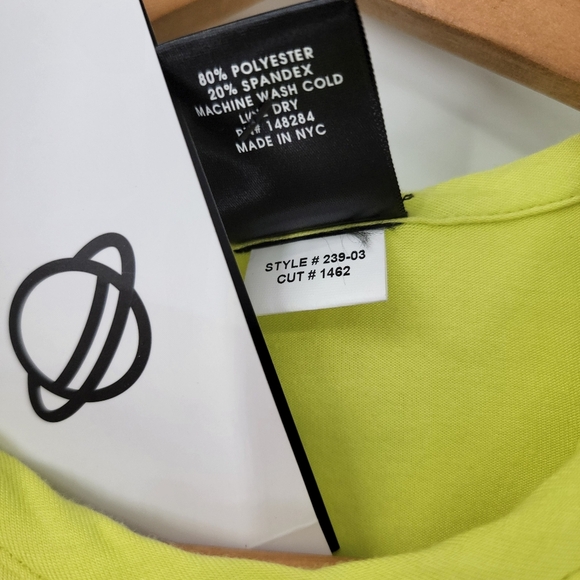 80% POLYESTER
20% SPANDEX
MACHINE WASH COLD
DRY
148284
MADE IN NYC
STYLE # 239-03
CUT # 1462